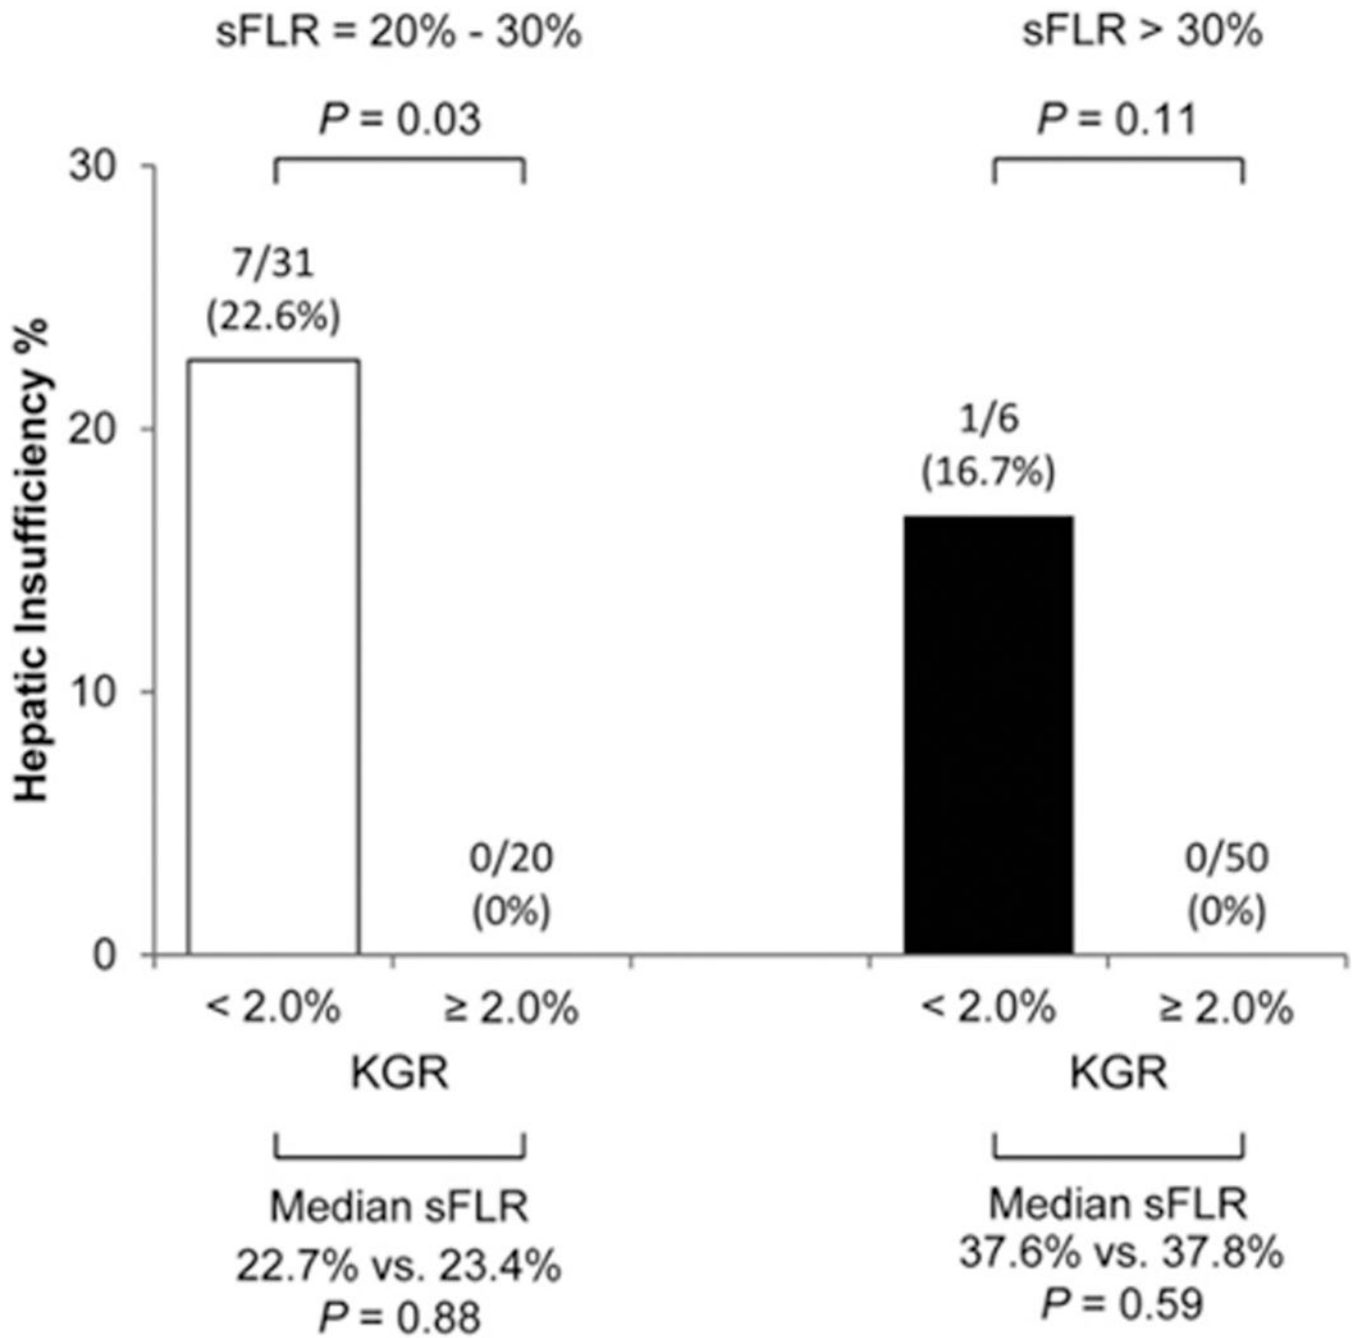 sFLR = 20% - 30%
sFLR > 30%
P = 0.03
P = 0.11
30
7/31
(22.6%)
Hepatic Insufficiency %
20
1/6
(16.7%)
10
0/20
(0%)
0/50
(0%)
0
< 2.0%
≥ 2.0%
< 2.0%
≥ 2.0%
KGR
KGR
Median sFLR
22.7% vs. 23.4%
P = 0.88
Median sFLR
37.6% vs. 37.8%
P = 0.59